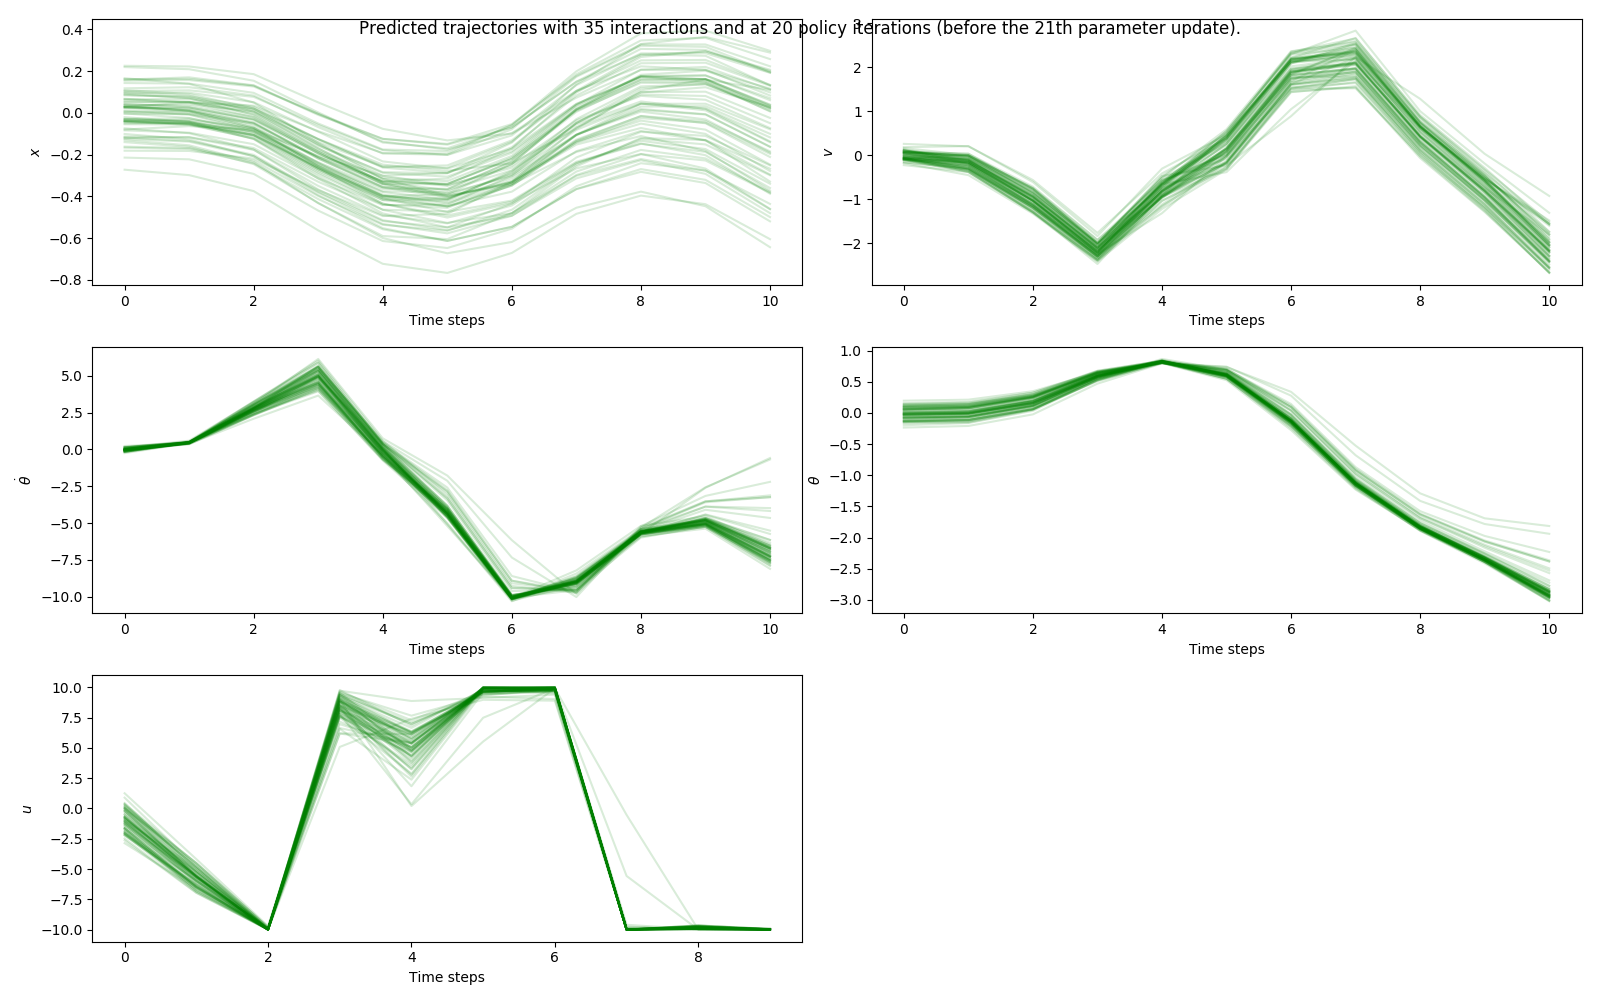 Predicted trajectories with 35 interactions and at 20 policy iterations (before the 21th parameter update).
0.4
0.2
0.0
−0.2
−0.4
−0.6
−0.8
x
0 2 4 6 8 10
Time steps
3
2
1
0
−1
−2
v
0 2 4 6 8 10
Time steps
5.0
2.5
0.0
−2.5
−5.0
−7.5
−10.0
θ̇
0 2 4 6 8 10
Time steps
1.0
0.5
0.0
−0.5
−1.0
−1.5
−2.0
−2.5
−3.0
θ
0 2 4 6 8 10
Time steps
10.0
7.5
5.0
2.5
0.0
−2.5
−5.0
−7.5
−10.0
u
0 2 4 6 8
Time steps